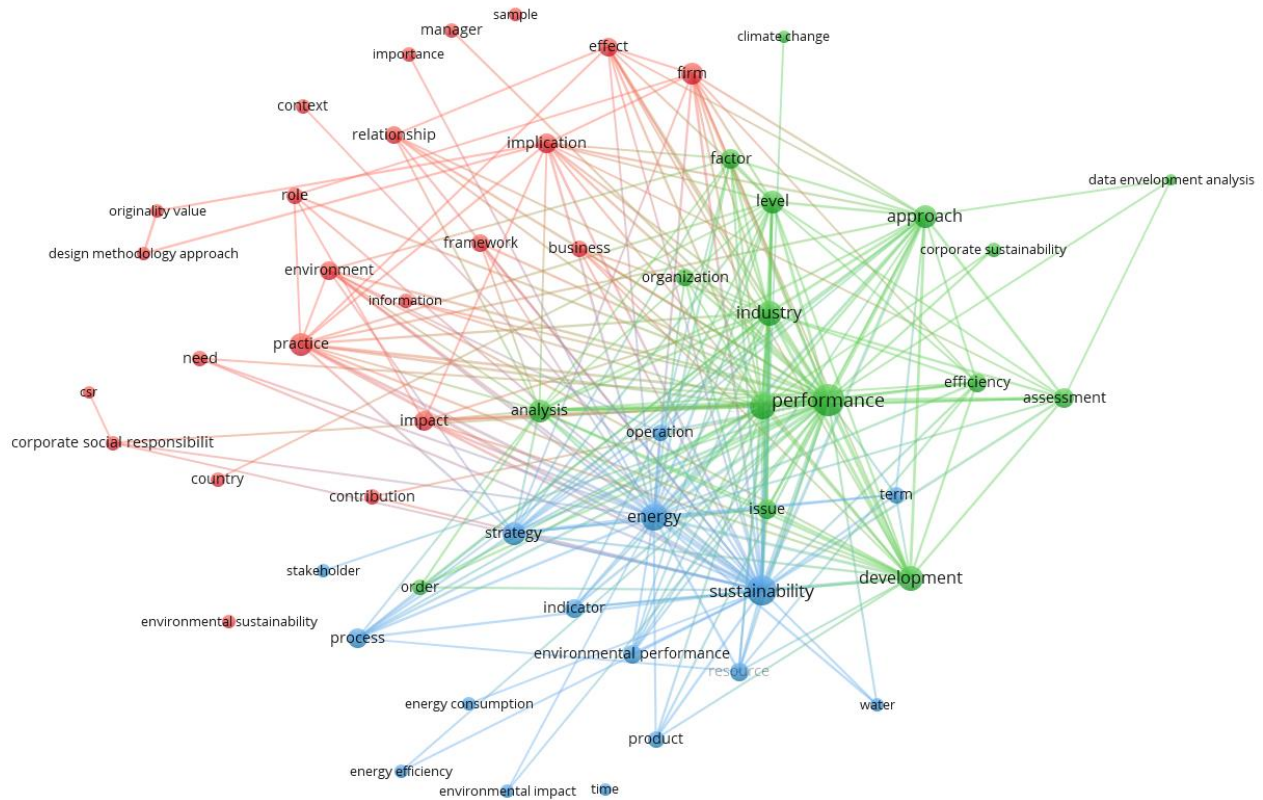 sample
manager
climate change
effect
importance
firm
context
relationship
implication
factor
data envelopment analysis
role
level
originality value
approach
framework
business
corporate sustainability
design methodology approach
environment
organization
information
industry
practice
need
efficiency
csr
assessment
performance
analysis
impact
operation
corporate social responsibilit
country
contribution
term
issue
energy
strategy
stakeholder
development
order
sustainability
indicator
environmental sustainability
process
environmental performance
resource
energy consumption
water
product
energy efficiency
environmental impact
time